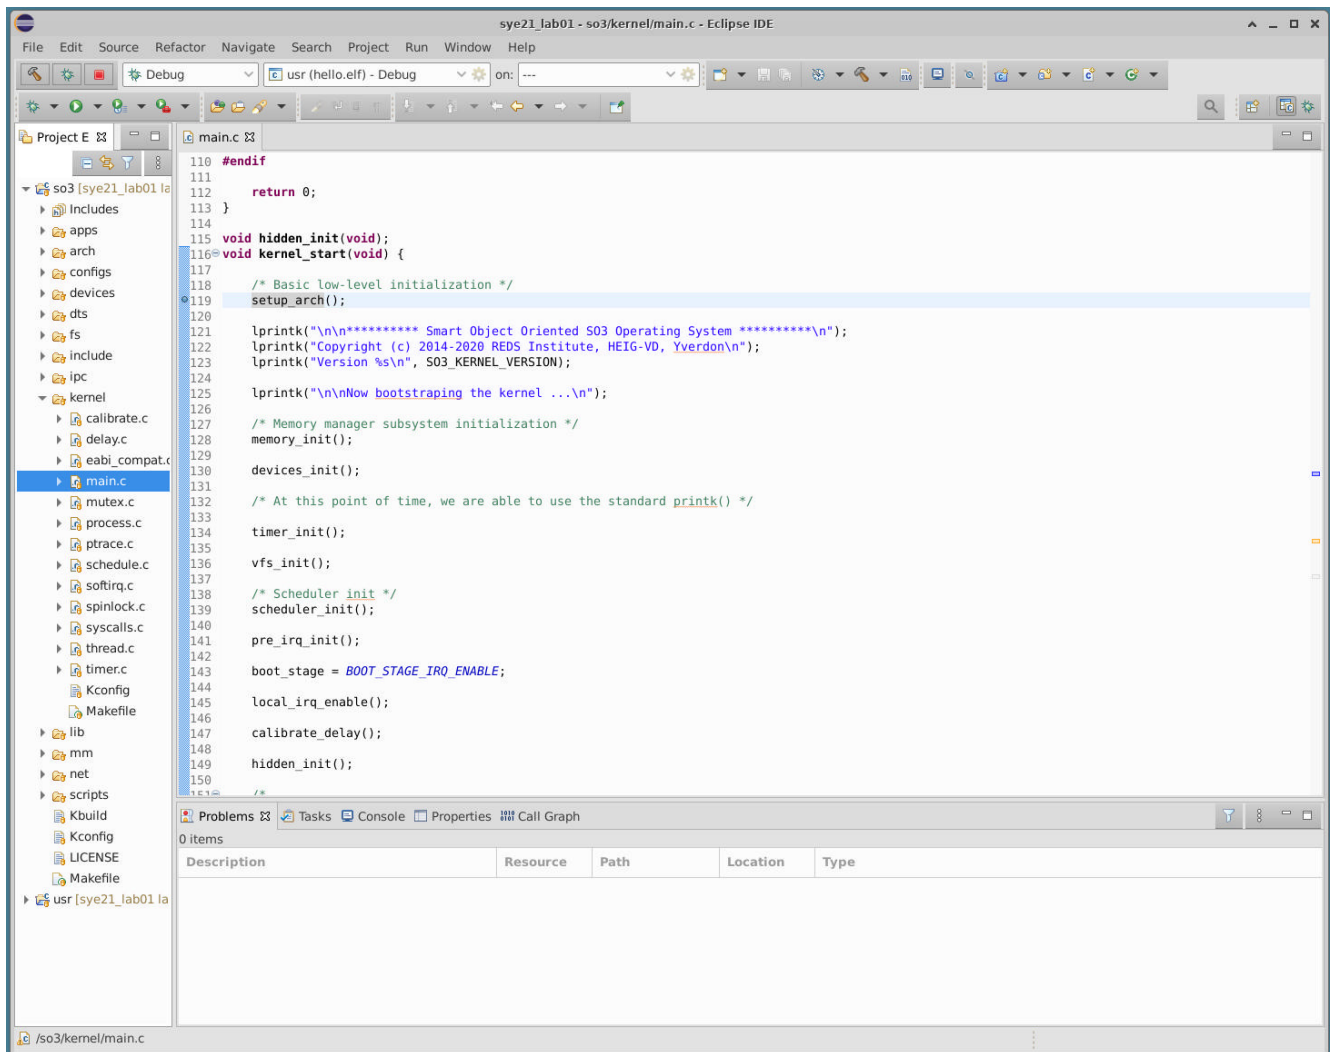 sye21_lab01 - so3/kernel/main.c - Eclipse IDE
File Edit Source Refactor Navigate Search Project Run Window Help
Debug usr (hello.elf) - Debug on: ---
Project E main.c
110 #endif
111
112 return 0;
113 }
114
115 void hidden_init(void);
116 void kernel_start(void) {
117
118 /* Basic low-level initialization */
119 setup_arch();
120
121 lprintk("\n\n********** Smart Object Oriented SO3 Operating System **********\n");
122 lprintk("Copyright (c) 2014-2020 REDS Institute, HEIG-VD, Yverdon\n");
123 lprintk("Version %s\n", SO3_KERNEL_VERSION);
124
125 lprintk("\n\nNow bootstraping the kernel ...\n");
126
127 /* Memory manager subsystem initialization */
128 memory_init();
129
130 devices_init();
131
132 /* At this point of time, we are able to use the standard printk() */
133
134 timer_init();
135
136 vfs_init();
137
138 /* Scheduler init */
139 scheduler_init();
140
141 pre_irq_init();
142
143 boot_stage = BOOT_STAGE_IRQ_ENABLE;
144
145 local_irq_enable();
146
147 calibrate_delay();
148
149 hidden_init();
150
151 /*
so3 [sye21_lab01 la
Includes
apps
arch
configs
devices
dts
fs
include
ipc
kernel
calibrate.c
delay.c
eabi_compat.c
main.c
mutex.c
process.c
ptrace.c
schedule.c
softirq.c
spinlock.c
syscalls.c
thread.c
timer.c
Kconfig
Makefile
lib
mm
net
scripts
Kbuild
Kconfig
LICENSE
Makefile
usr [sye21_lab01 la
Problems Tasks Console Properties Call Graph
0 items
Description Resource Path Location Type
/so3/kernel/main.c